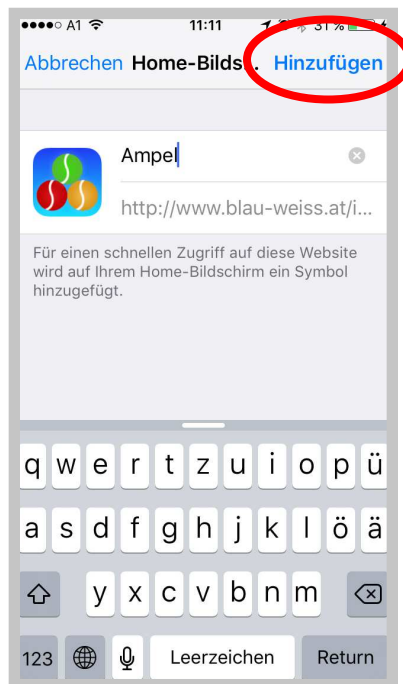 A1 11:11 31 %
Abbrechen Home-Bilds... Hinzufügen
Ampel
http://www.blau-weiss.at/i...
Für einen schnellen Zugriff auf diese Website
wird auf Ihrem Home-Bildschirm ein Symbol
hinzugefügt.
q w e r t z u i o p ü
a s d f g h j k l ö ä
y x c v b n m
123 Leerzeichen Return